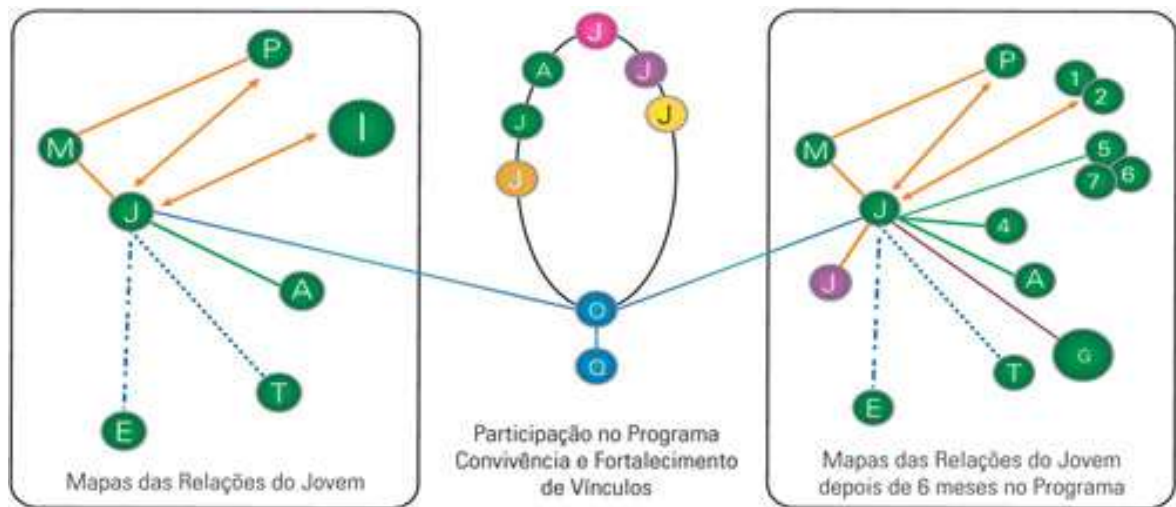 P
I
M
J
A
T
E
Mapas das Relações do Jovem
J
A
J
J
J
J
O
O
Participação no Programa
Convivência e Fortalecimento
de Vínculos
P
1
2
M
5
6
7
J
4
J
A
G
T
E
Mapas das Relações do Jovem
depois de 6 meses no Programa